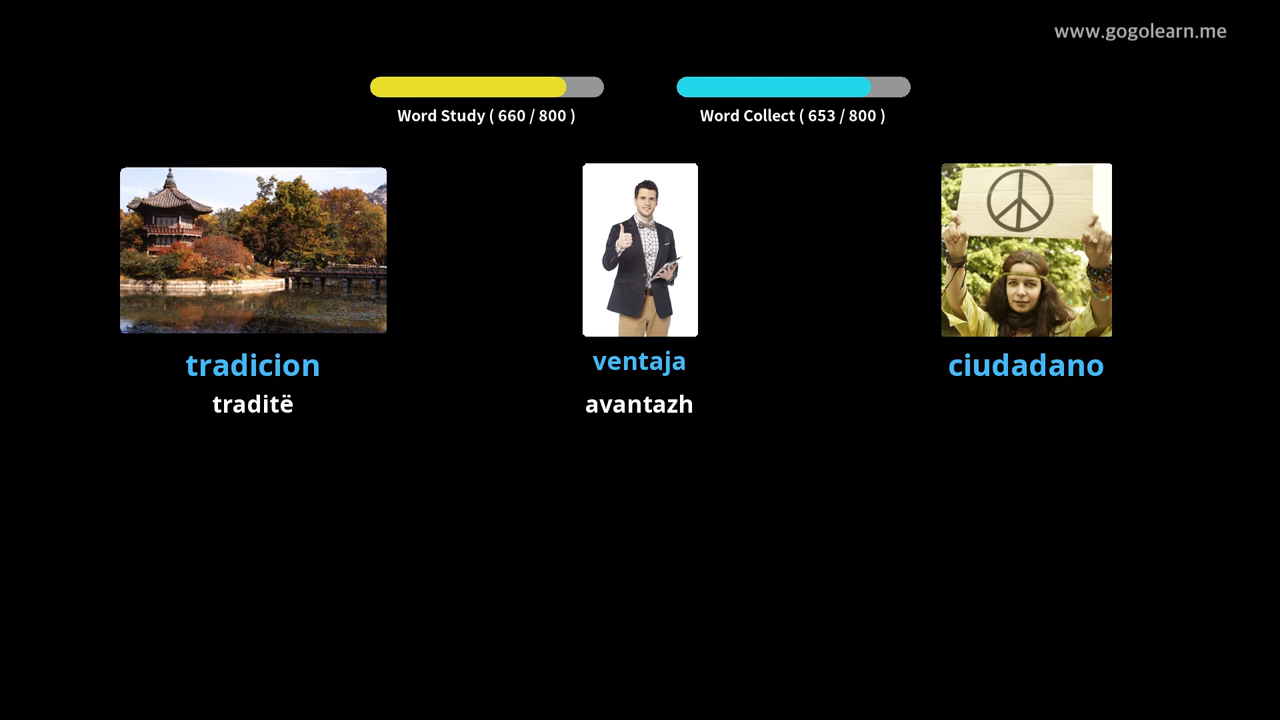 www.gogolearn.me
Word Study ( 660 / 800 )
Word Collect ( 653 / 800 )
tradicion
ventaja
ciudadano
traditë
avantazh